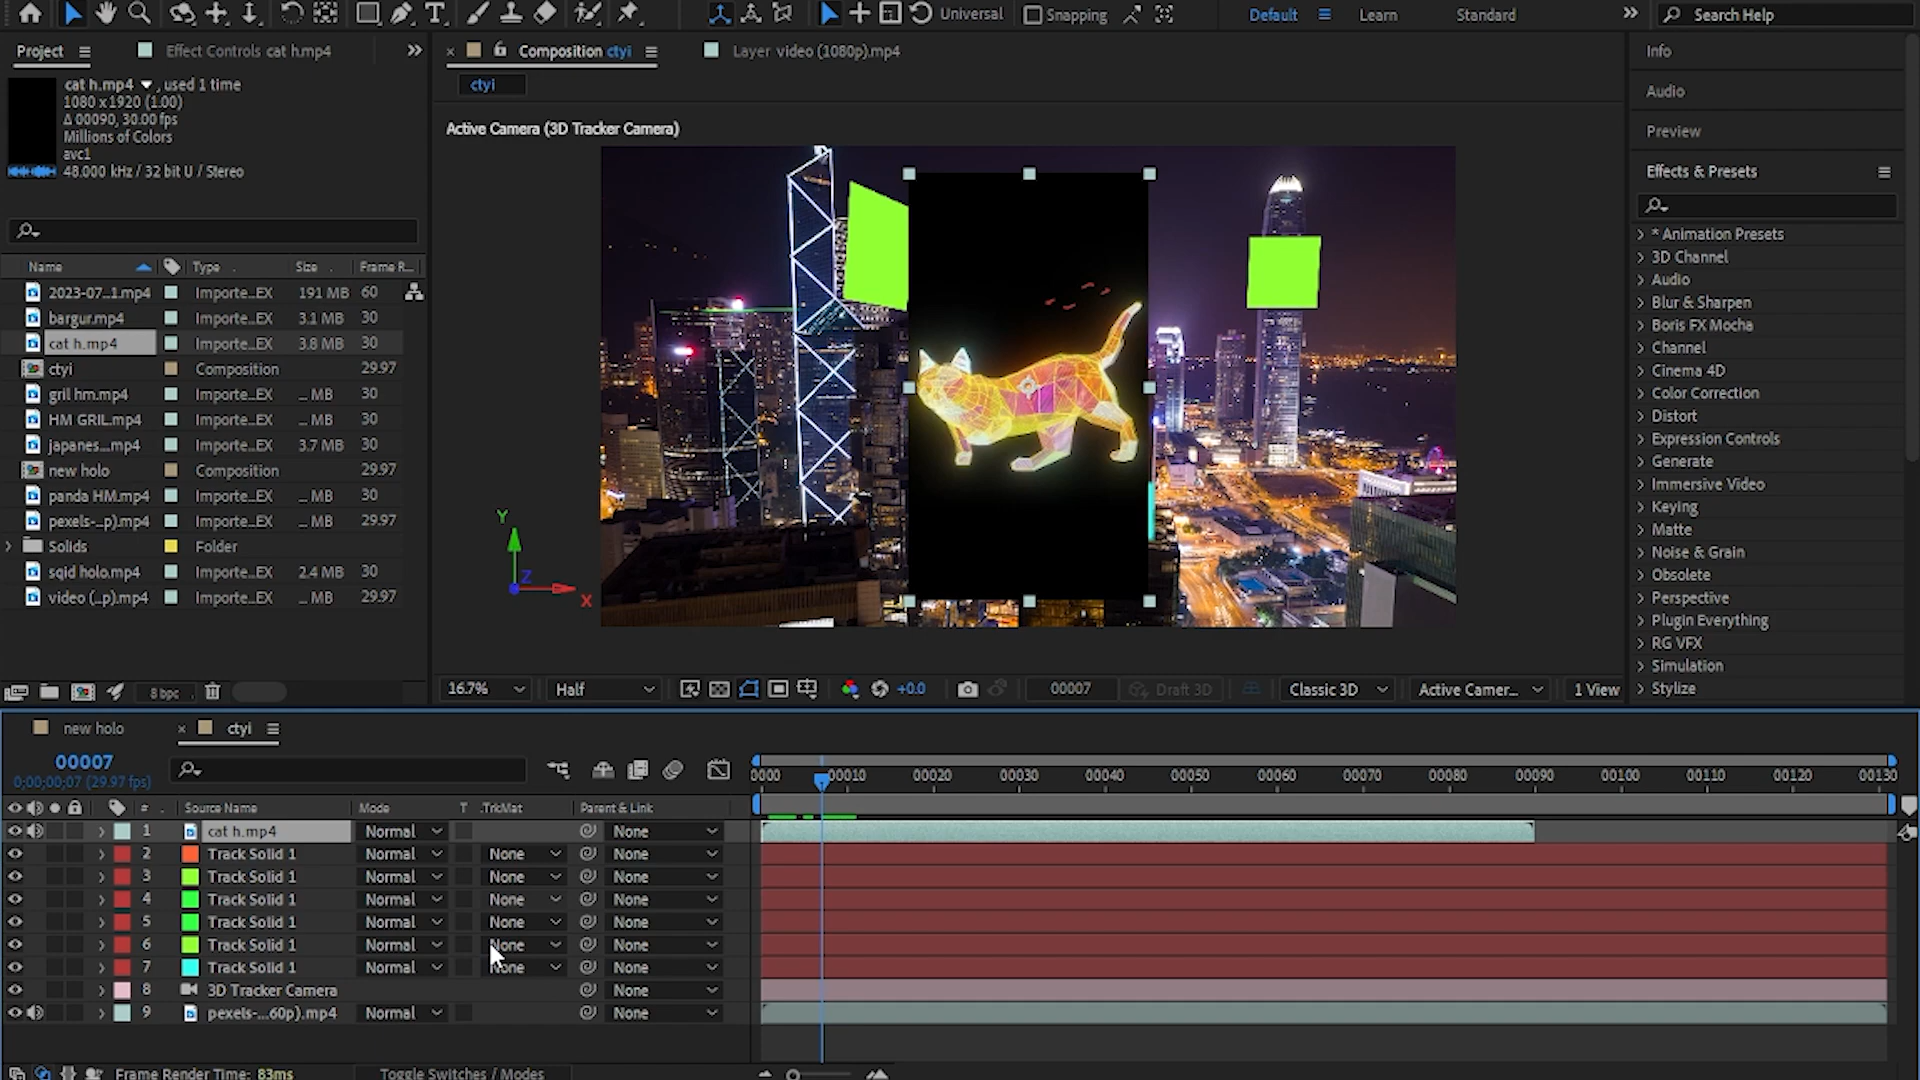 Universal Snapping Default Learn Standard Search Help
Project Effect Controls cat h.mp4
Composition ctyi Layer video (1080p).mp4
Info
cat h.mp4 , used 1 time
1080 x 1920 (1.00)
Δ 00090, 30.00 fps
Millions of Colors
avc1
48.000 kHz / 32 bit U / Stereo
ctyi
Audio
Active Camera (3D Tracker Camera)
Preview
Effects & Presets
Name Type Size Frame R...
2023-07...1.mp4 Importe...EX 191 MB 60
bargur.mp4 Importe...EX 3.1 MB 30
cat h.mp4 Importe...EX 3.8 MB 30
ctyi Composition 29.97
gril hm.mp4 Importe...EX ... MB 30
HM GRIL.mp4 Importe...EX ... MB 30
japanes....mp4 Importe...EX 3.7 MB 30
new holo Composition 29.97
panda HM.mp4 Importe...EX ... MB 30
pexels-...p).mp4 Importe...EX ... MB 29.97
Solids Folder
sqid holo.mp4 Importe...EX 2.4 MB 30
video (...p).mp4 Importe...EX ... MB 29.97
Y
Z
X
* Animation Presets
3D Channel
Audio
Blur & Sharpen
Boris FX Mocha
Channel
Cinema 4D
Color Correction
Distort
Expression Controls
Generate
Immersive Video
Keying
Matte
Noise & Grain
Obsolete
Perspective
Plugin Everything
RG VFX
Simulation
Stylize
8 bpc
16.7% Half +0.0 00007 Draft 3D Classic 3D Active Camer... 1 View
new holo ctyi
00007
0;00;00;07 (29.97 fps)
0000 00010 00020 00030 00040 00050 00060 00070 00080 00090 00100 00110 00120 00130
# Source Name Mode T .TrkMat Parent & Link
1 cat h.mp4 Normal None
2 Track Solid 1 Normal None None
3 Track Solid 1 Normal None None
4 Track Solid 1 Normal None None
5 Track Solid 1 Normal None None
6 Track Solid 1 Normal None None
7 Track Solid 1 Normal None None
8 3D Tracker Camera None
9 pexels-...60p).mp4 Normal None
Frame Render Time: 83ms Toggle Switches / Modes